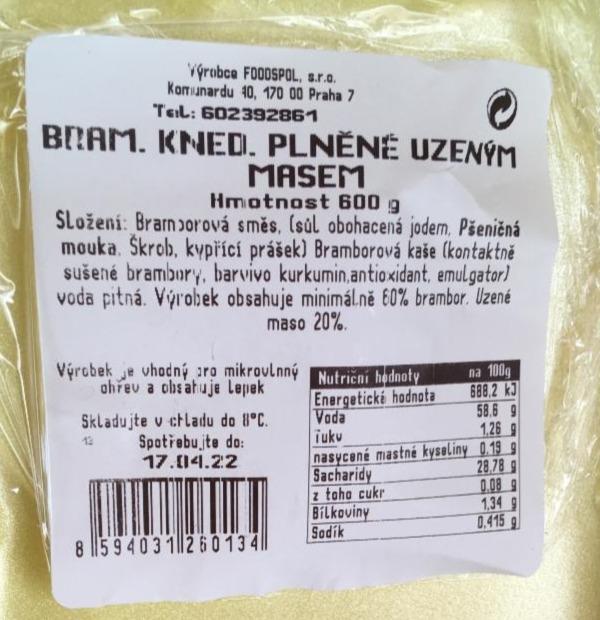 Výrobce FOODSPOL, s.r.o.
Komunardu 40, 170 00 Praha 7
Tel: 602392861
BRAM. KNED. PLNĚNÉ UZENÝM
MASEM
Hmotnost 600 g
Složení: Bramborová směs, (sůl obohacená jodem, Pšeničná
mouka, Škrob, kypřící prášek) Bramborová kaše (kontaktně
sušené brambory, barvivo kurkumin,antioxidant, emulgator)
voda pitná. Výrobek obsahuje minimálně 60% brambor. Uzené
maso 20%.
Výrobek je vhodný pro mikrovlnný
ohřev a obsahuje Lepek
Skladujte v chladu do 8°C.
12 Spotřebujte do:
17.04.22
8 594031 260134
Nutriční hodnoty na 100g
Energetická hodnota 688,2 kJ
Voda 58,6 g
Tuky 1,26 g
nasycené mastné kyseliny 0,19 g
Sacharidy 28,78 g
z toho cukr 0,08 g
Bílkoviny 1,34 g
Sodík 0,415 g